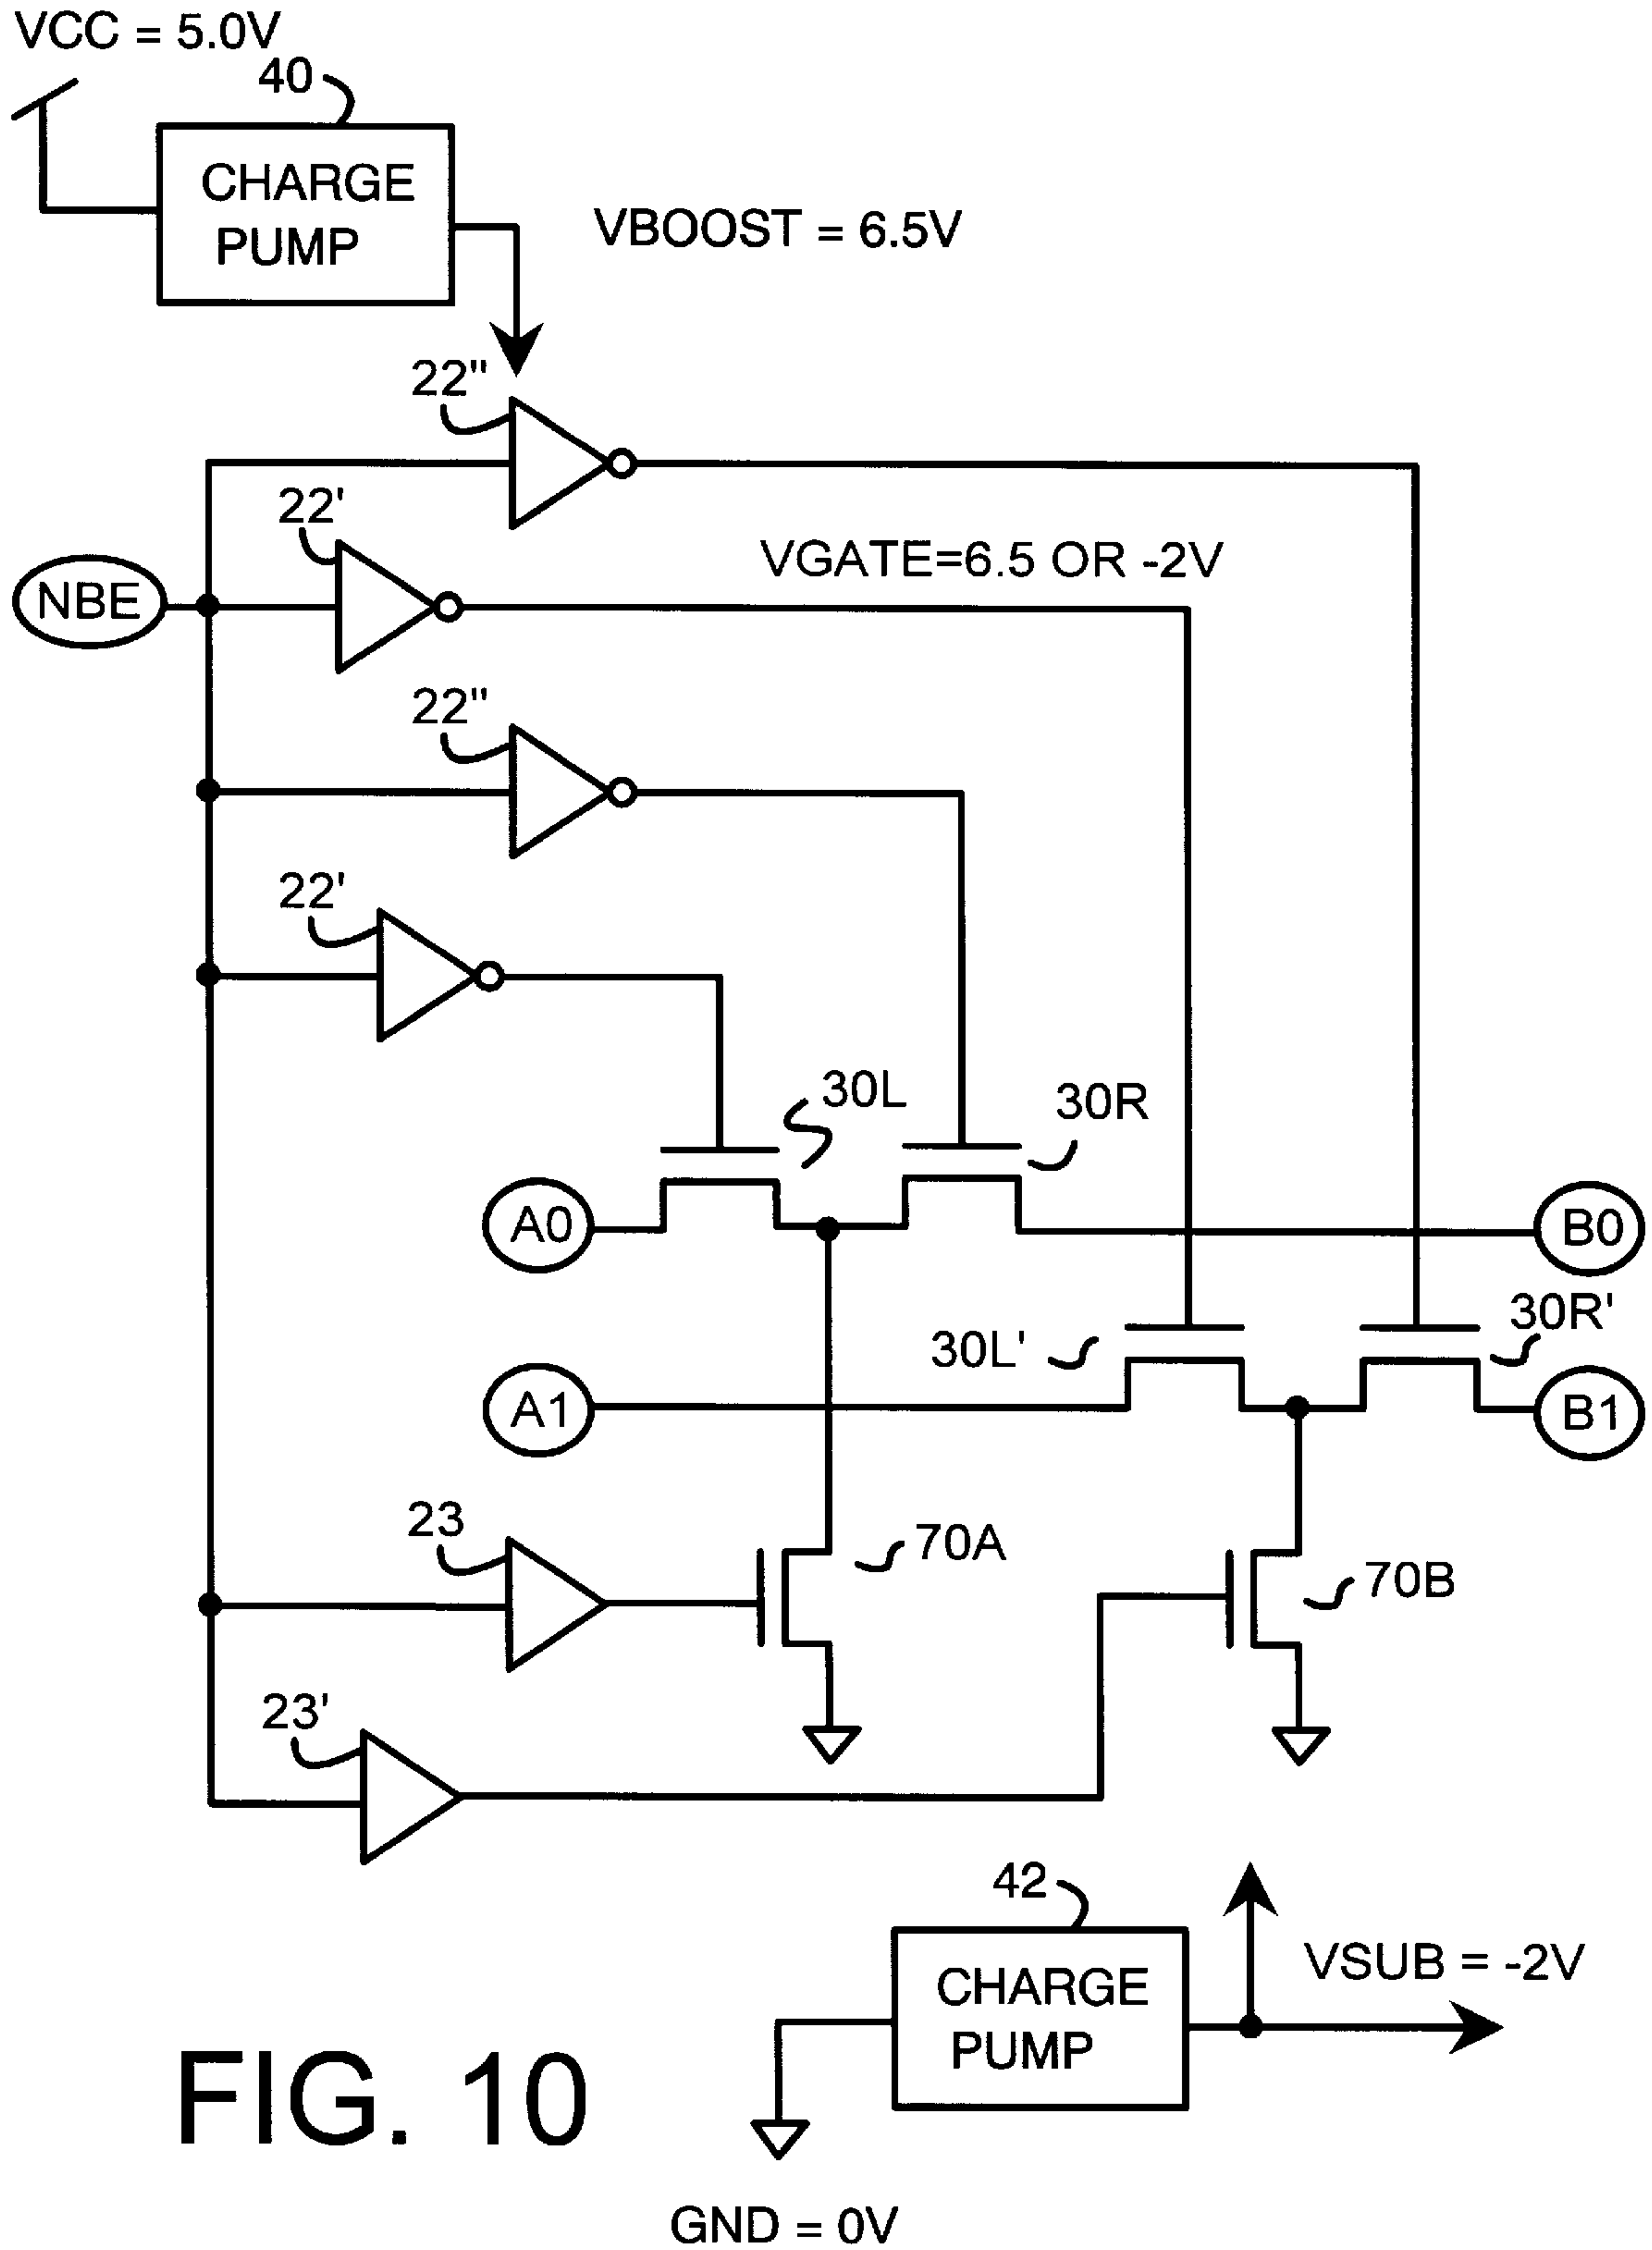 VCC = 5.0V
40
CHARGE
PUMP
VBOOST = 6.5V
22"
22'
VGATE=6.5 OR -2V
NBE
22"
22'
30L
30R
A0
B0
30L'
30R'
A1
B1
23
70A
70B
23'
42
CHARGE
PUMP
VSUB = -2V
FIG. 10
GND = 0V